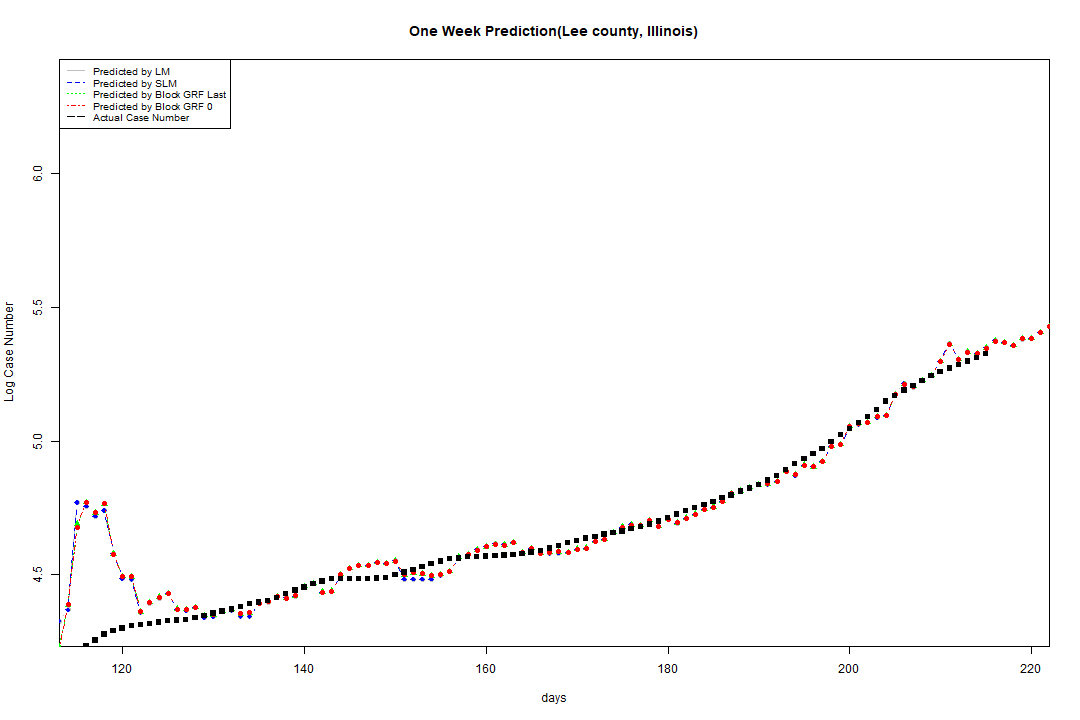 One Week Prediction(Lee county, Illinois)
Predicted by LM
Predicted by SLM
Predicted by Block GRF Last
Predicted by Block GRF 0
Actual Case Number
6.0
5.5
5.0
4.5
Log Case Number
120 140 160 180 200 220
days